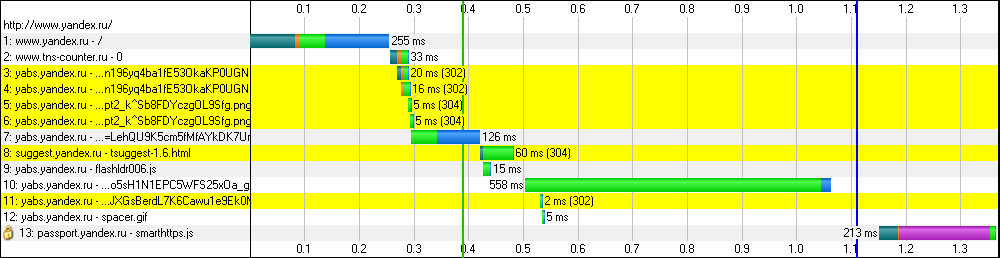 0.1 0.2 0.3 0.4 0.5 0.6 0.7 0.8 0.9 1.0 1.1 1.2 1.3
http://www.yandex.ru/
1: www.yandex.ru - / 255 ms
2: www.tns-counter.ru - 0 33 ms
3: yabs.yandex.ru - ...n196yq4ba1fE53OkaKP0UGN 20 ms (302)
4: yabs.yandex.ru - ...n196yq4ba1fE53OkaKP0UGN 16 ms (302)
5: yabs.yandex.ru - ...pt2_k^Sb8FDYczgOL9Sfg.png 5 ms (304)
6: yabs.yandex.ru - ...pt2_k^Sb8FDYczgOL9Sfg.png 5 ms (304)
7: yabs.yandex.ru - ...=LehQU9K5cm5fMfAYkDK7Ur 126 ms
8: suggest.yandex.ru - tsuggest-1.6.html 60 ms (304)
9: yabs.yandex.ru - flashldr006.js 15 ms
10: yabs.yandex.ru - ...o5sH1N1EPC5WFS25xOa_g 558 ms
11: yabs.yandex.ru - ...JXGsBerdL7K6Cawu1e9Ek0N 2 ms (302)
12: yabs.yandex.ru - spacer.gif 5 ms
13: passport.yandex.ru - smarthttps.js 213 ms
0.1 0.2 0.3 0.4 0.5 0.6 0.7 0.8 0.9 1.0 1.1 1.2 1.3